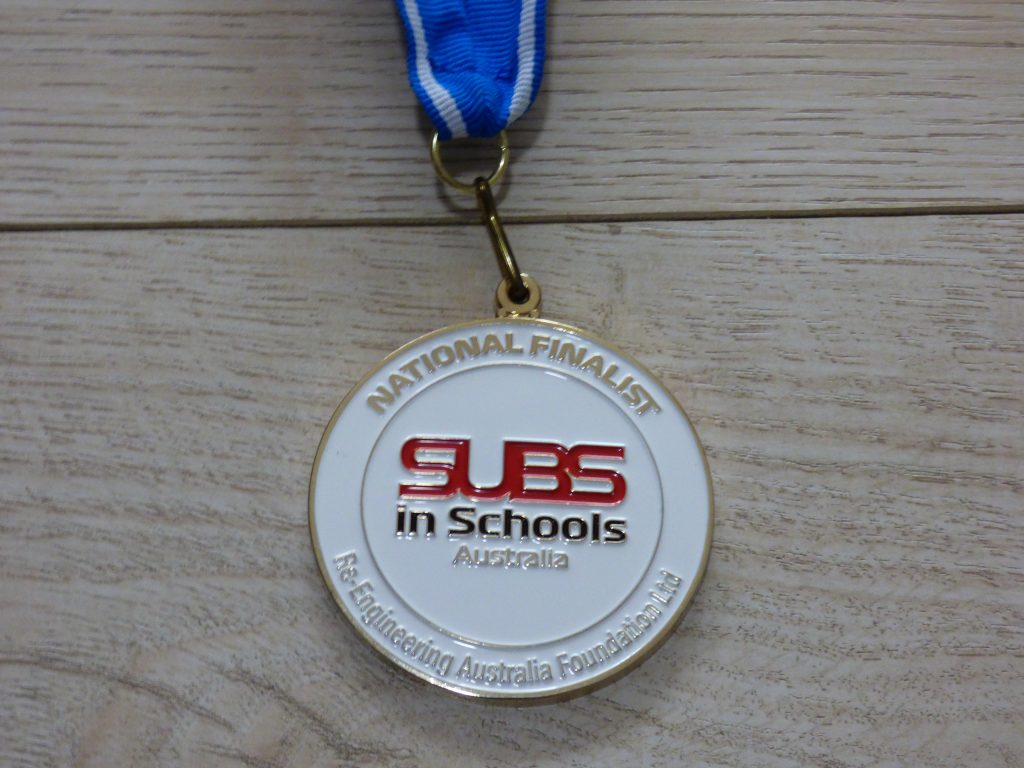 NATIONAL FINALIST
SUBS
in Schools
Australia
Re-Engineering Australia Foundation Ltd